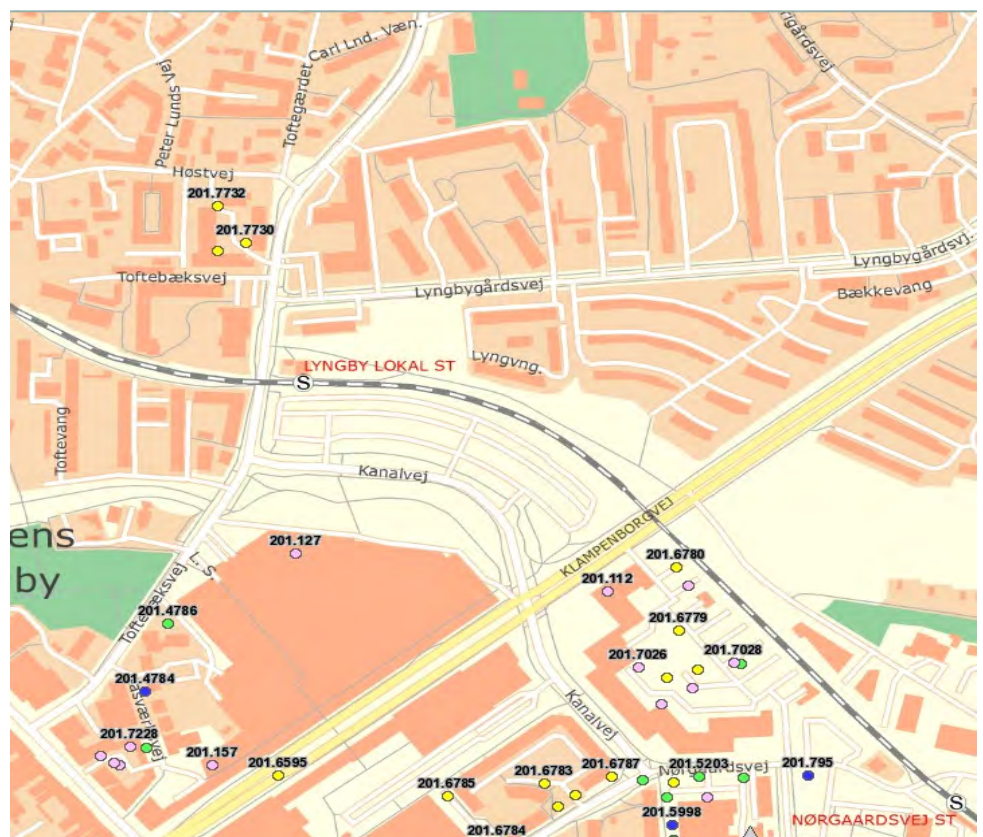 Carl Lnd. Væn.
Toftegærdet
Peter Lunds Vej
Høstvej
201.7732
201.7730
Toftebæksvej
Lyngbygårdsvej
Lyngbygårdsvj.
Bækkevang
Lyngvng.
LYNGBY LOKAL ST
S
Toftevang
Kanalvej
KLAMPENBORGVEJ
ens
by
201.127
L. S
201.6780
201.112
Toftebæksvej
201.4786
201.6779
201.7026
201.7028
201.4784
Kanalvej
201.7228
201.157
201.6595
201.6785
201.6783
201.6787
Nørgaardsvej
201.5203
201.795
S
201.6784
201.5998
NØRGAARDSVEJ ST